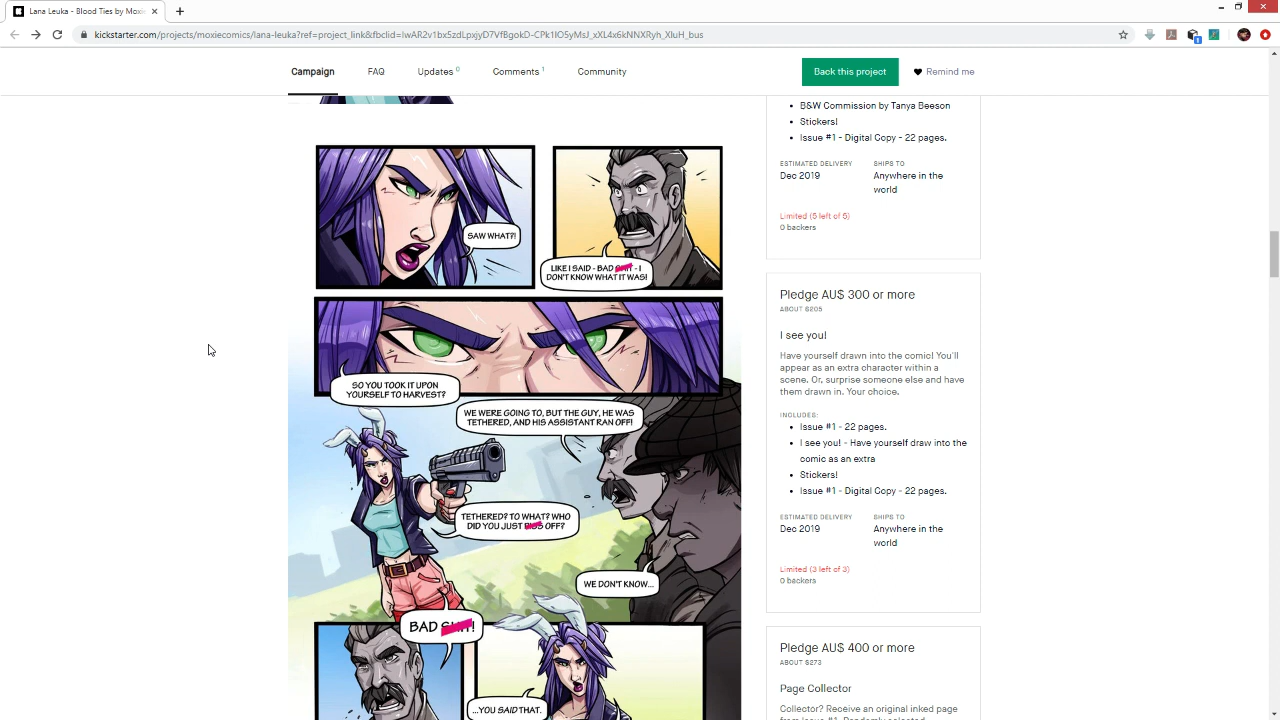 Lana Leuka - Blood Ties by Moxie
kickstarter.com/projects/moxiecomics/lana-leuka?ref=project_link&fbclid=IwAR2v1bx5zdLpxjyD7VfBgokD-CPk1IO5yMsJ_xXL4x6kNNXRyh_XluH_bus
Campaign
FAQ
Updates 0
Comments 1
Community
Back this project
Remind me
SAW WHAT?!
LIKE I SAID - BAD - I
DON'T KNOW WHAT IT WAS!
SO YOU TOOK IT UPON
YOURSELF TO HARVEST?
WE WERE GOING TO, BUT THE GUY, HE WAS
TETHERED, AND HIS ASSISTANT RAN OFF!
TETHERED? TO WHAT? WHO
DID YOU JUST OFF?
WE DON'T KNOW...
BAD !
...YOU SAID THAT.
B&W Commission by Tanya Beeson
Stickers!
Issue #1 - Digital Copy - 22 pages.
ESTIMATED DELIVERY
Dec 2019
SHIPS TO
Anywhere in the
world
Limited (5 left of 5)
0 backers
Pledge AU$ 300 or more
ABOUT $205
I see you!
Have yourself drawn into the comic! You'll
appear as an extra character within a
scene. Or, surprise someone else and have
them drawn in. Your choice.
INCLUDES:
Issue #1 - 22 pages.
I see you! - Have yourself draw into the
comic as an extra
Stickers!
Issue #1 - Digital Copy - 22 pages.
ESTIMATED DELIVERY
Dec 2019
SHIPS TO
Anywhere in the
world
Limited (3 left of 3)
0 backers
Pledge AU$ 400 or more
ABOUT $273
Page Collector
Collector? Receive an original inked page
from Issue #1. Randomly selected